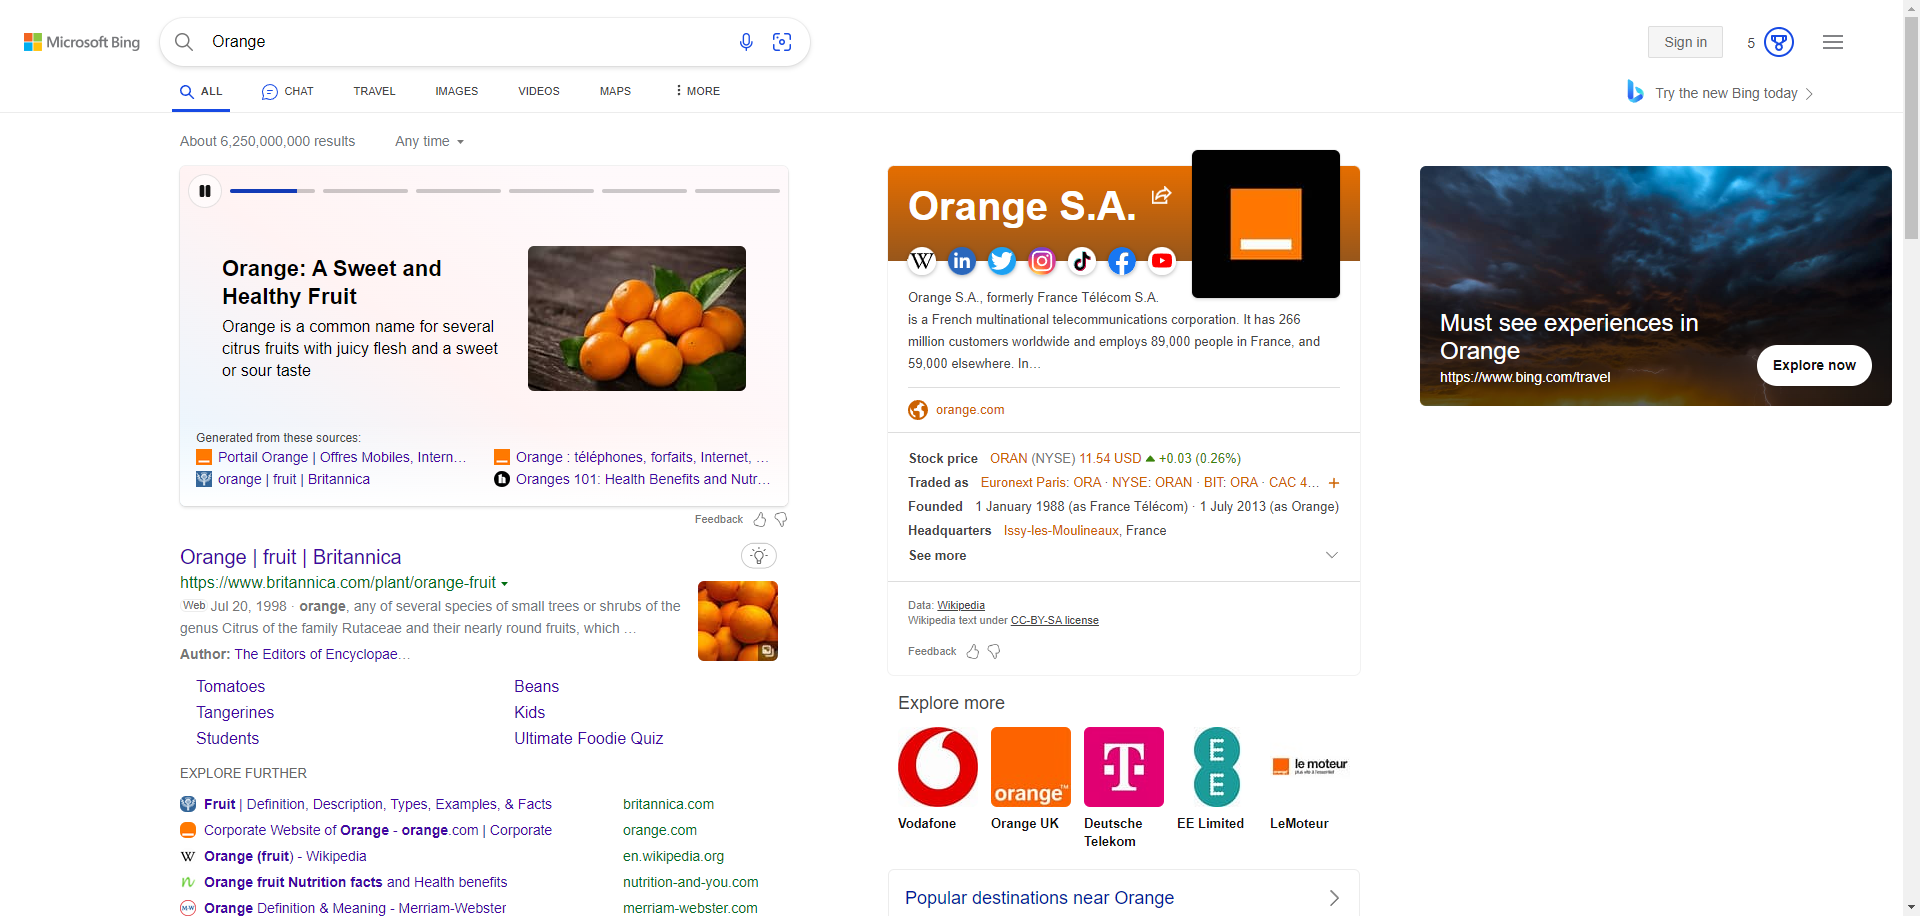 Microsoft Bing
Orange
Sign in
5
ALL
CHAT
TRAVEL
IMAGES
VIDEOS
MAPS
MORE
Try the new Bing today
About 6,250,000,000 results
Any time
Orange: A Sweet and
Healthy Fruit
Orange is a common name for several
citrus fruits with juicy flesh and a sweet
or sour taste
Generated from these sources:
Portail Orange | Offres Mobiles, Intern...
Orange : téléphones, forfaits, Internet, ...
orange | fruit | Britannica
Oranges 101: Health Benefits and Nutr...
Feedback
Orange | fruit | Britannica
https://www.britannica.com/plant/orange-fruit
Web Jul 20, 1998 · orange, any of several species of small trees or shrubs of the
genus Citrus of the family Rutaceae and their nearly round fruits, which ...
Author: The Editors of Encyclopae...
Tomatoes
Beans
Tangerines
Kids
Students
Ultimate Foodie Quiz
EXPLORE FURTHER
Fruit | Definition, Description, Types, Examples, & Facts
britannica.com
Corporate Website of Orange - orange.com | Corporate
orange.com
W Orange (fruit) - Wikipedia
en.wikipedia.org
n Orange fruit Nutrition facts and Health benefits
nutrition-and-you.com
M-W Orange Definition & Meaning - Merriam-Webster
merriam-webster.com
Orange S.A.
W in
Orange S.A., formerly France Télécom S.A.
is a French multinational telecommunications corporation. It has 266
million customers worldwide and employs 89,000 people in France, and
59,000 elsewhere. In...
orange.com
Stock price ORAN (NYSE) 11.54 USD ▲ +0.03 (0.26%)
Traded as Euronext Paris: ORA · NYSE: ORAN · BIT: ORA · CAC 4... +
Founded 1 January 1988 (as France Télécom) · 1 July 2013 (as Orange)
Headquarters Issy-les-Moulineaux, France
See more
Data: Wikipedia
Wikipedia text under CC-BY-SA license
Feedback
Explore more
orange™
T
EE
le moteur
Vodafone
Orange UK
Deutsche
Telekom
EE Limited
LeMoteur
Popular destinations near Orange
Must see experiences in
Orange
https://www.bing.com/travel
Explore now